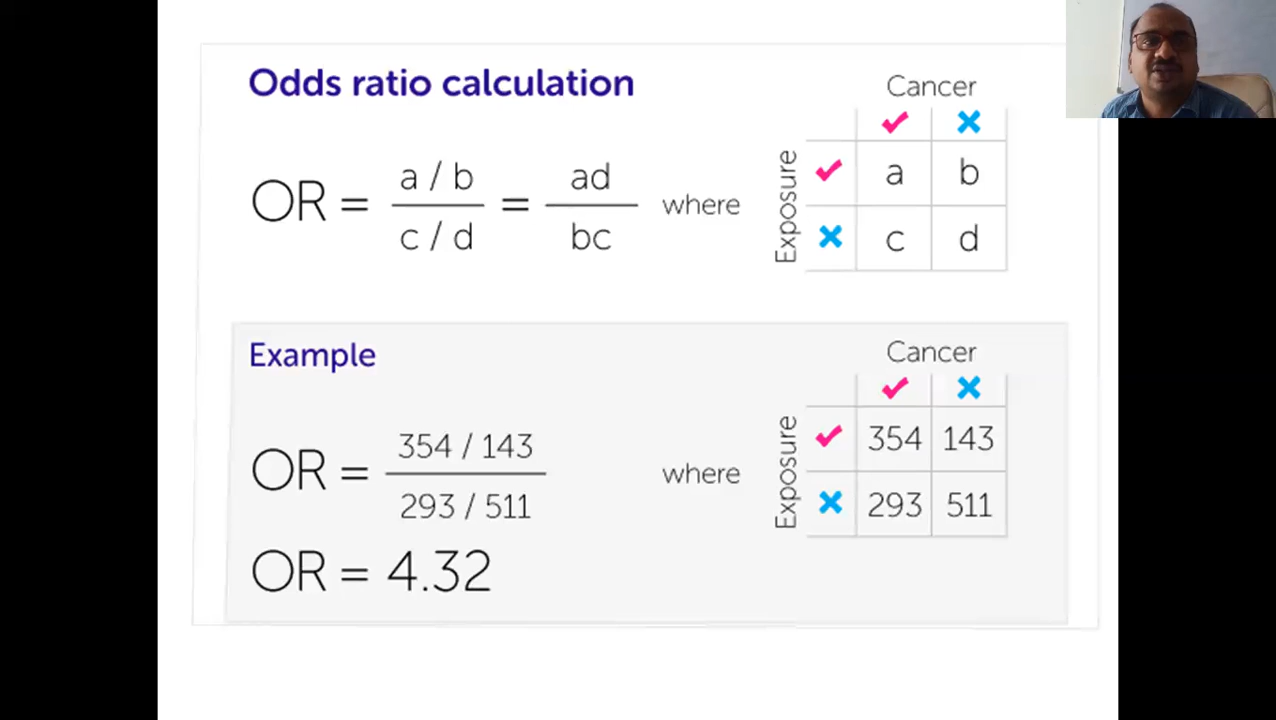 Odds ratio calculation
Cancer
✓ ✗
OR = a / b / c / d = ad / bc where
Exposure
✓ a b
✗ c d
Example
Cancer
✓ ✗
OR = 354 / 143 / 293 / 511 where
Exposure
✓ 354 143
✗ 293 511
OR = 4.32